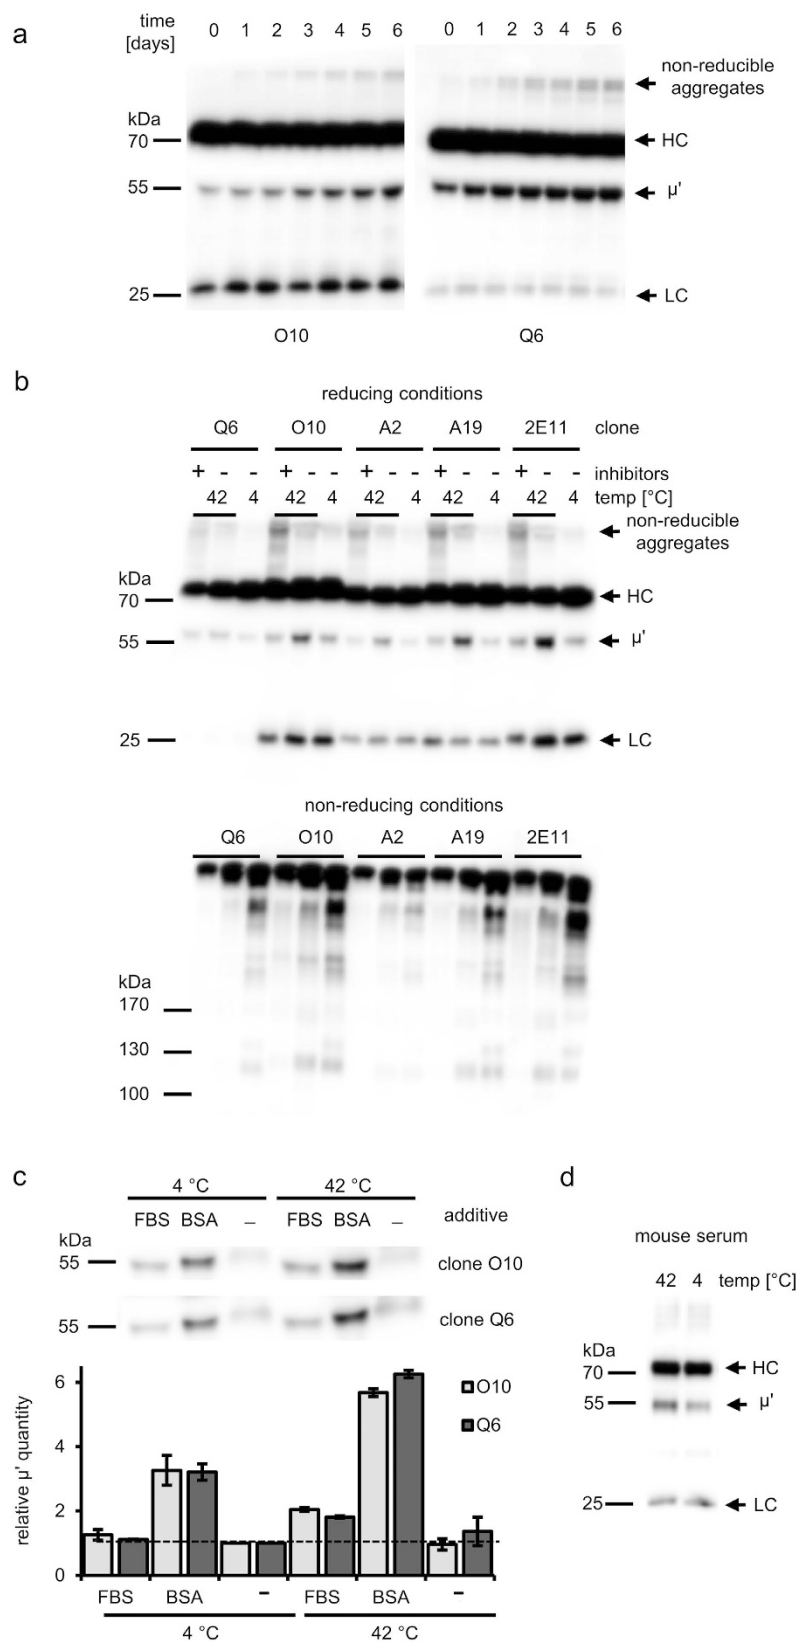 a
time [days] 0 1 2 3 4 5 6 0 1 2 3 4 5 6
non-reducible aggregates
kDa
70 HC
55 µ'
25 LC
O10 Q6
b
reducing conditions
Q6 O10 A2 A19 2E11 clone
+ - - + - - + - - + - - + - - inhibitors
42 4 42 4 42 4 42 4 42 4 temp [°C]
non-reducible aggregates
kDa
70 HC
55 µ'
25 LC
non-reducing conditions
Q6 O10 A2 A19 2E11
kDa
170
130
100
c
4 °C 42 °C
FBS BSA – FBS BSA – additive
kDa
55 clone O10
55 clone Q6
relative µ' quantity
6
4
2
0
O10
Q6
FBS BSA – FBS BSA –
4 °C 42 °C
d
mouse serum
42 4 temp [°C]
kDa
70 HC
55 µ'
25 LC